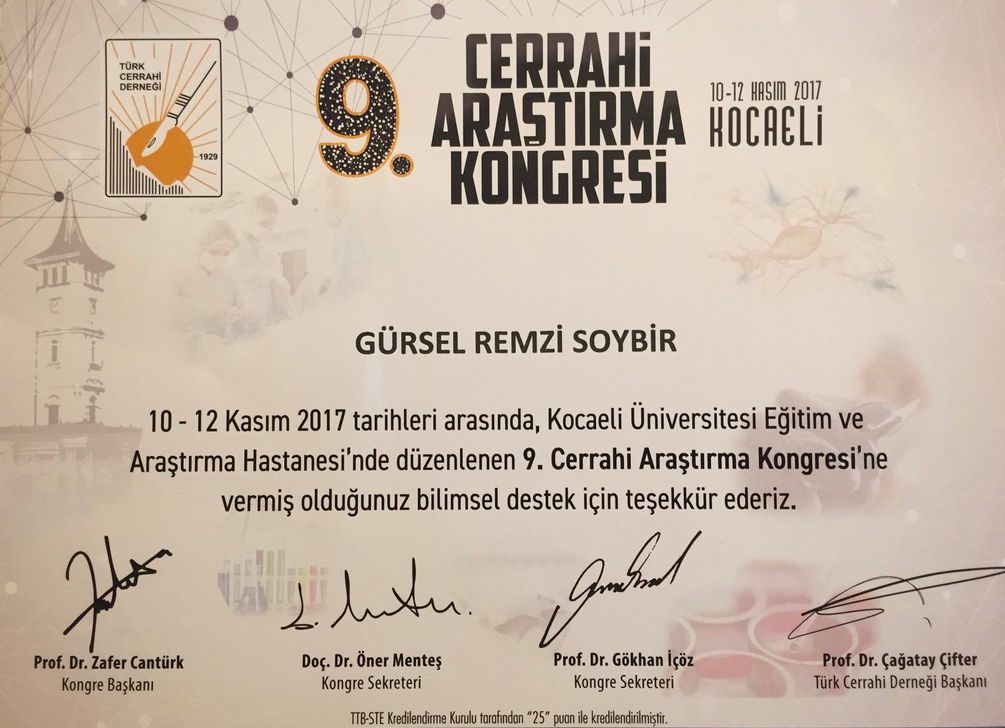 TÜRK
CERRAHİ
DERNEĞİ
1929
9.
CERRAHİ
ARAŞTIRMA
KONGRESİ
10-12 KASIM 2017
KOCAELİ
GÜRSEL REMZİ SOYBİR
10 - 12 Kasım 2017 tarihleri arasında, Kocaeli Üniversitesi Eğitim ve
Araştırma Hastanesi’nde düzenlenen 9. Cerrahi Araştırma Kongresi’ne
vermiş olduğunuz bilimsel destek için teşekkür ederiz.
Prof. Dr. Zafer Cantürk
Kongre Başkanı
Doç. Dr. Öner Menteş
Kongre Sekreteri
Prof. Dr. Gökhan İçöz
Kongre Sekreteri
Prof. Dr. Çağatay Çifter
Türk Cerrahi Derneği Başkanı
TTB-STE Kredilendirme Kurulu tarafından “25” puan ile kredilendirilmiştir.